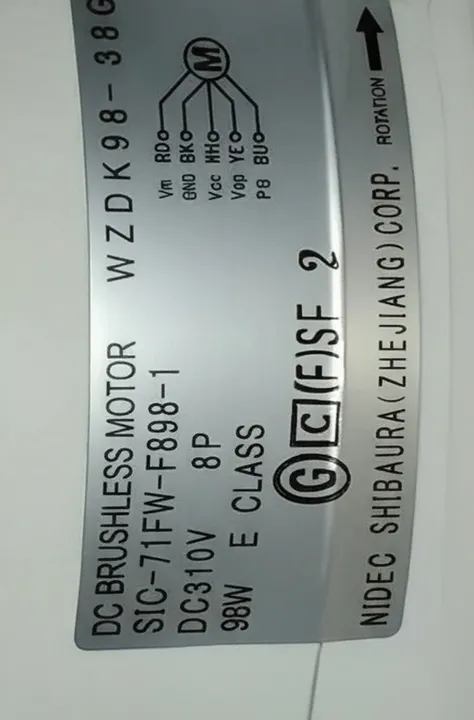 DC BRUSHLESS MOTOR WZDK98-38G
SIC-71FW-F898-1
DC310V 8P
98W E CLASS
Vm RD
GND BK
Vcc WH
Vsp YE
PG BU
M
G C (F)SF 2
NIDEC SHIBAURA(ZHEJIANG)CORP. ROTATION